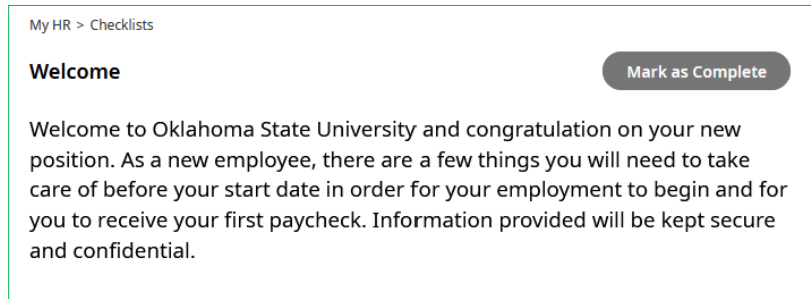 My HR > Checklists
Welcome
Mark as Complete
Welcome to Oklahoma State University and congratulation on your new
position. As a new employee, there are a few things you will need to take
care of before your start date in order for your employment to begin and for
you to receive your first paycheck. Information provided will be kept secure
and confidential.